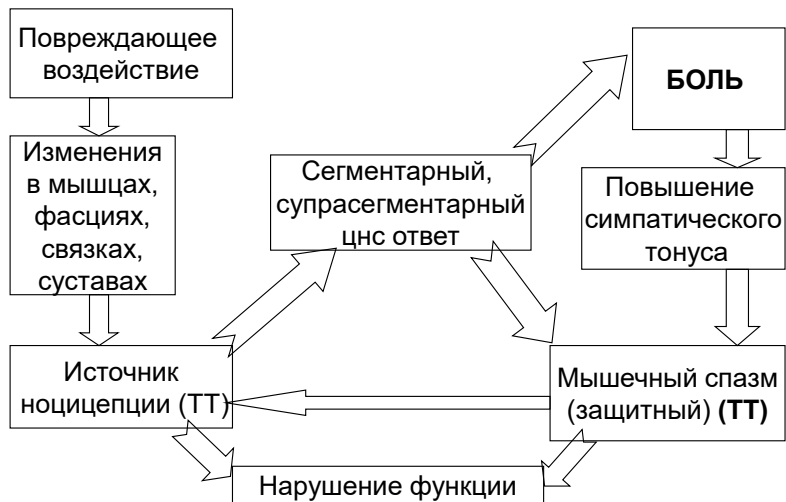 Повреждающее
воздействие
БОЛЬ
Изменения
в мышцах,
фасциях,
связках,
суставах
Сегментарный,
супрасегментарный
цнс ответ
Повышение
симпатического
тонуса
Источник
ноцицепции (ТТ)
Мышечный спазм
(защитный) (ТТ)
Нарушение функции